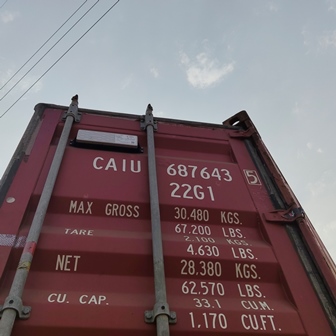 CAIU 687643 5
22G1
MAX GROSS 30.480 KGS.
67.200 LBS.
TARE 2.100 KGS.
4.630 LBS.
NET 28.380 KGS.
62.570 LBS.
CU. CAP. 33.1 CU.M.
1,170 CU.FT.